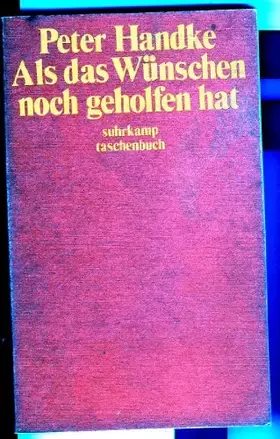 Peter Handke
Als das Wünschen
noch geholfen hat
suhrkamp
taschenbuch